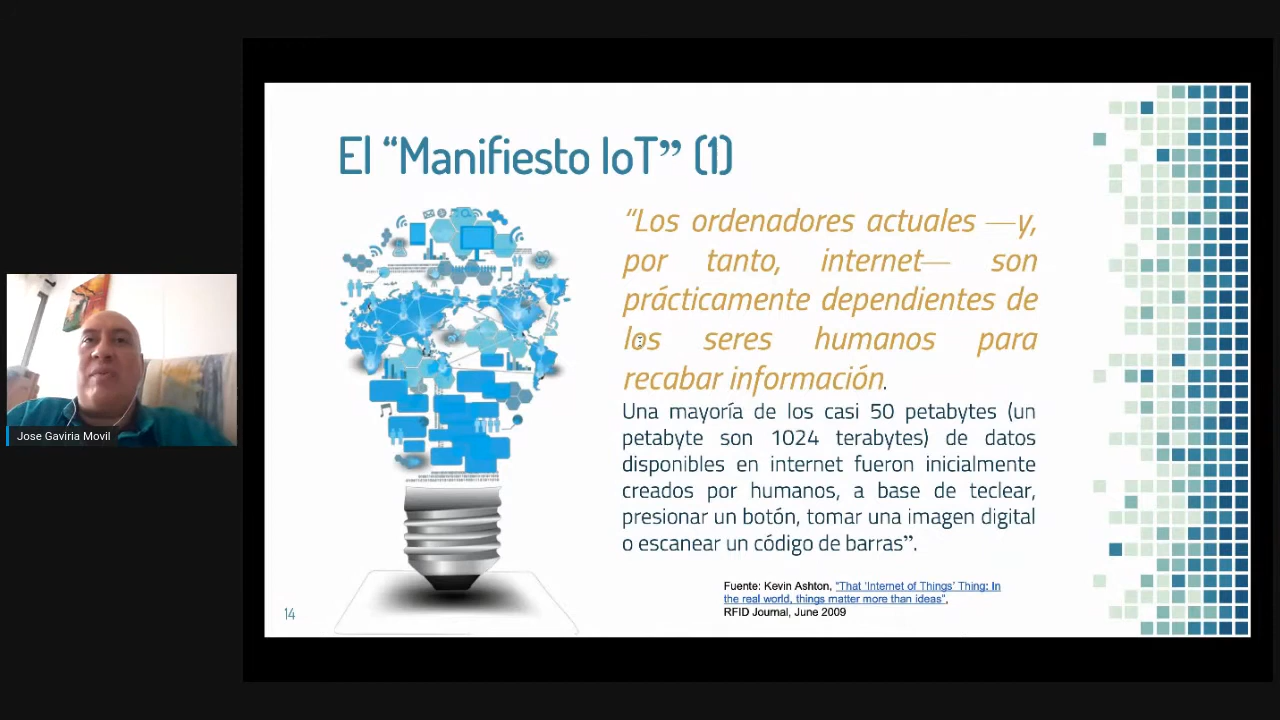 El “Manifiesto IoT” (1)
“Los ordenadores actuales —y,
por tanto, internet— son
prácticamente dependientes de
los seres humanos para
recabar información.
Una mayoría de los casi 50 petabytes (un
petabyte son 1024 terabytes) de datos
disponibles en internet fueron inicialmente
creados por humanos, a base de teclear,
presionar un botón, tomar una imagen digital
o escanear un código de barras”.
Fuente: Kevin Ashton, “That ‘Internet of Things’ Thing: In
the real world, things matter more than ideas”,
RFID Journal, June 2009
14
Jose Gaviria Movil